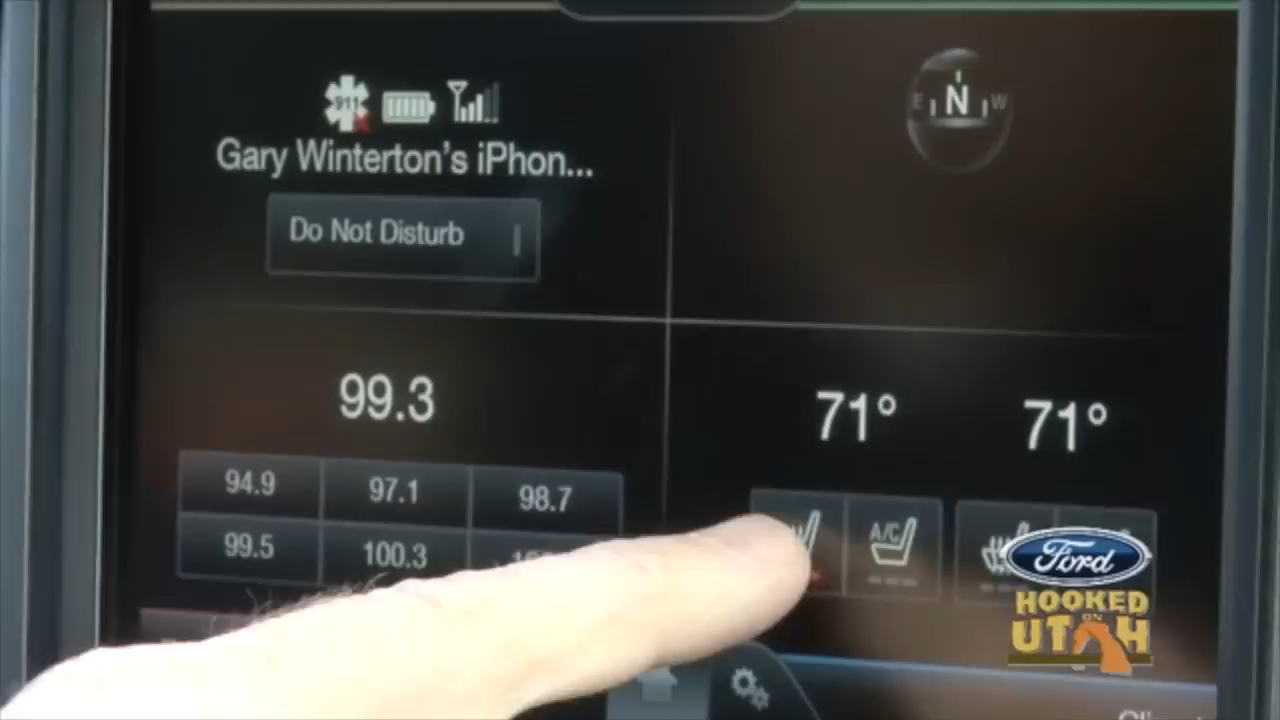 911
Gary Winterton's iPhon...
Do Not Disturb
E N W
99.3
71° 71°
94.9 97.1 98.7
99.5 100.3
A/C
Ford
HOOKED
ON
UTAH